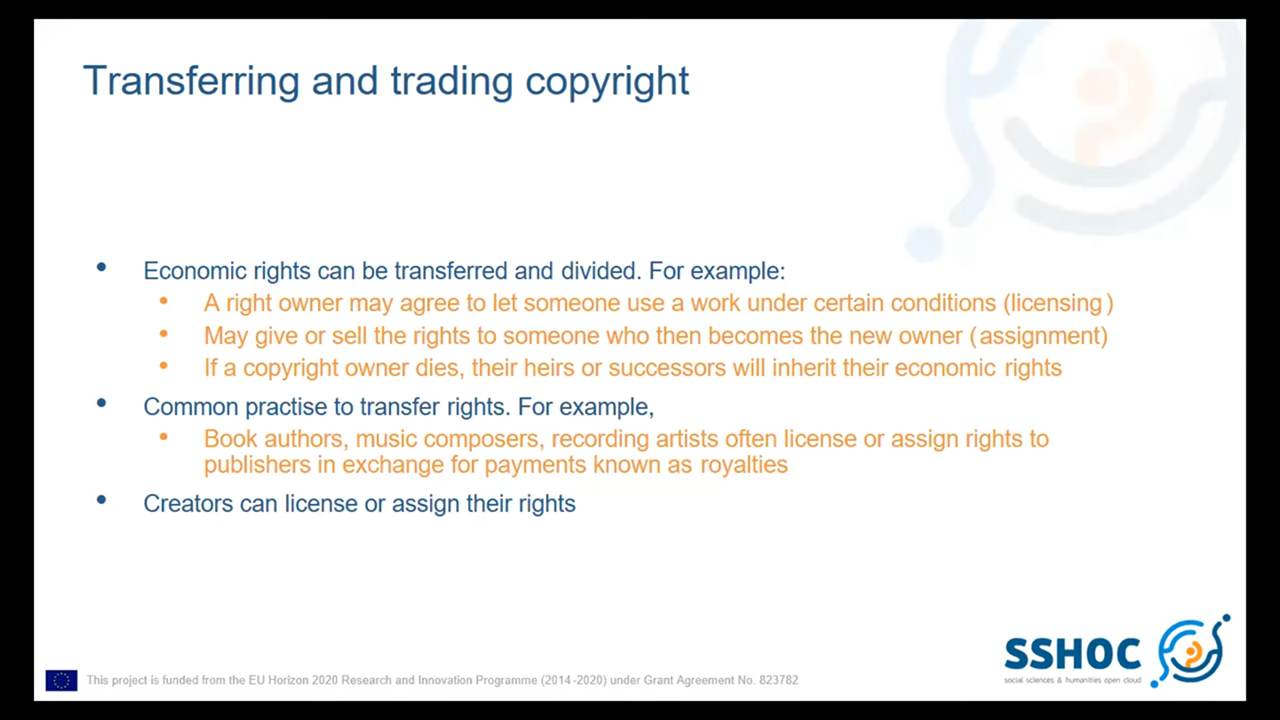 Transferring and trading copyright
• Economic rights can be transferred and divided. For example:
• A right owner may agree to let someone use a work under certain conditions (licensing )
• May give or sell the rights to someone who then becomes the new owner (assignment)
• If a copyright owner dies, their heirs or successors will inherit their economic rights
• Common practise to transfer rights. For example,
• Book authors, music composers, recording artists often license or assign rights to
publishers in exchange for payments known as royalties
• Creators can license or assign their rights
SSHOC
social sciences & humanities open cloud
This project is funded from the EU Horizon 2020 Research and Innovation Programme (2014-2020) under Grant Agreement No. 823782